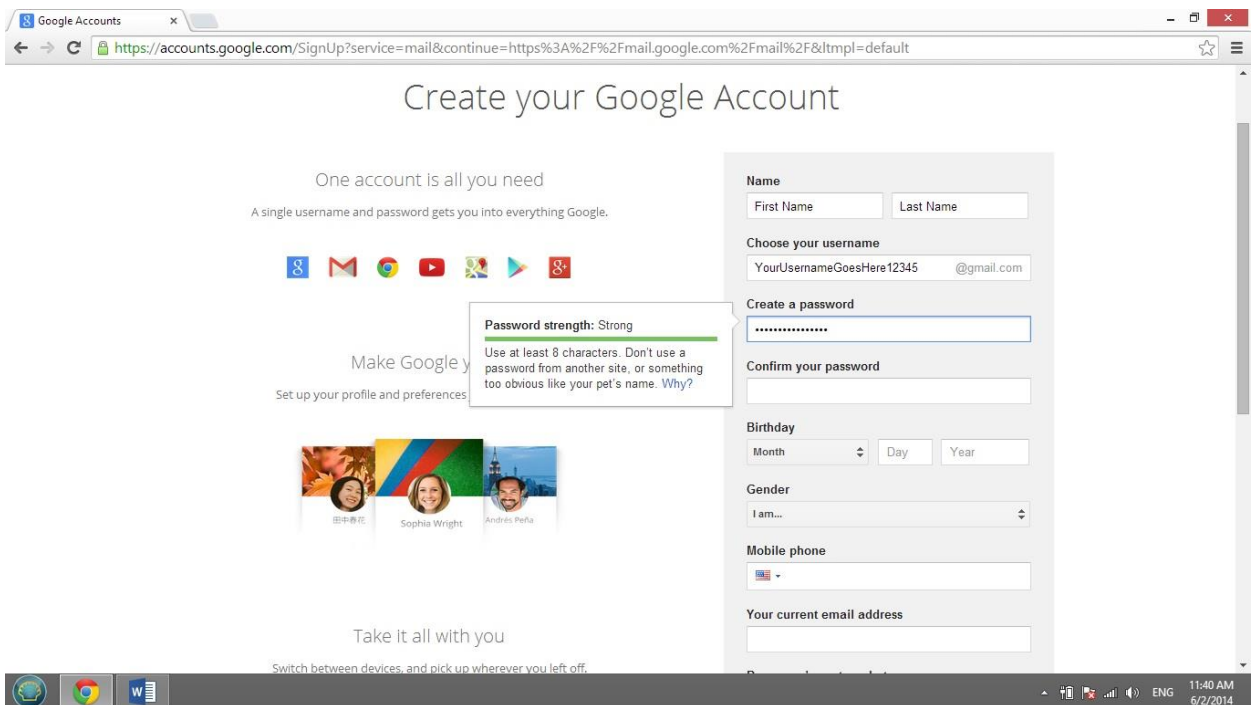 Google Accounts
https://accounts.google.com/SignUp?service=mail&continue=https%3A%2F%2Fmail.google.com%2Fmail%2F&ltmpl=default
Create your Google Account
One account is all you need
A single username and password gets you into everything Google.
Make Google y
Set up your profile and preferences
田中春花
Sophia Wright
Andrés Peña
Take it all with you
Switch between devices, and pick up wherever you left off.
Password strength: Strong
Use at least 8 characters. Don't use a
password from another site, or something
too obvious like your pet's name. Why?
Name
First Name Last Name
Choose your username
YourUsernameGoesHere12345 @gmail.com
Create a password
Confirm your password
Birthday
Month Day Year
Gender
I am...
Mobile phone
Your current email address
ENG
11:40 AM
6/2/2014